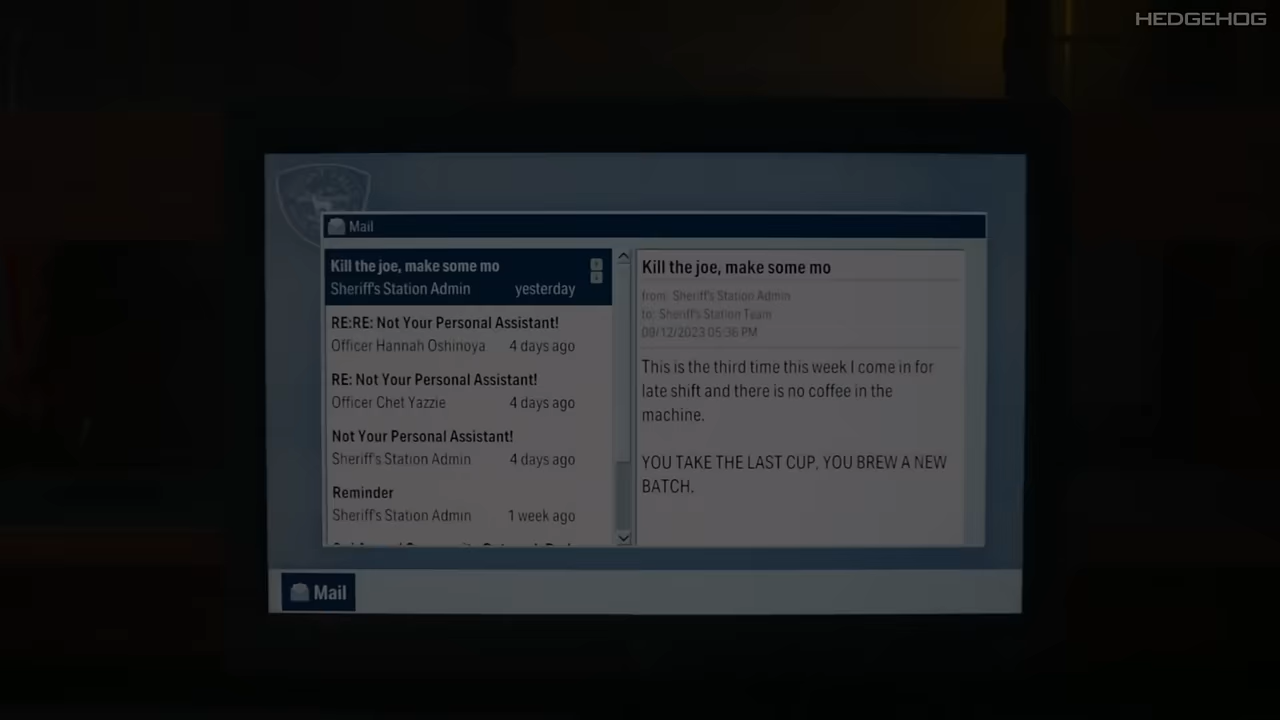 HEDGEHOG
Mail
Kill the joe, make some mo
Sheriff's Station Admin yesterday
RE:RE: Not Your Personal Assistant!
Officer Hannah Oshinoya 4 days ago
RE: Not Your Personal Assistant!
Officer Chet Yazzie 4 days ago
Not Your Personal Assistant!
Sheriff's Station Admin 4 days ago
Reminder
Sheriff's Station Admin 1 week ago
Kill the joe, make some mo
from: Sheriff's Station Admin
to: Sheriff's Station Team
09/12/2023 05:36 PM
This is the third time this week I come in for
late shift and there is no coffee in the
machine.
YOU TAKE THE LAST CUP, YOU BREW A NEW
BATCH.
Mail